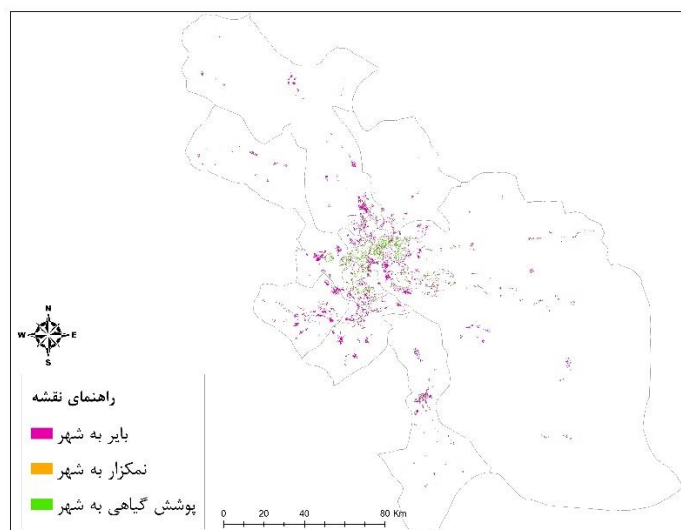 N
W E
S
راهنمای نقشه
بایر به شهر
نمکزار به شهر
پوشش گیاهی به شهر
0 20 40 80 Km